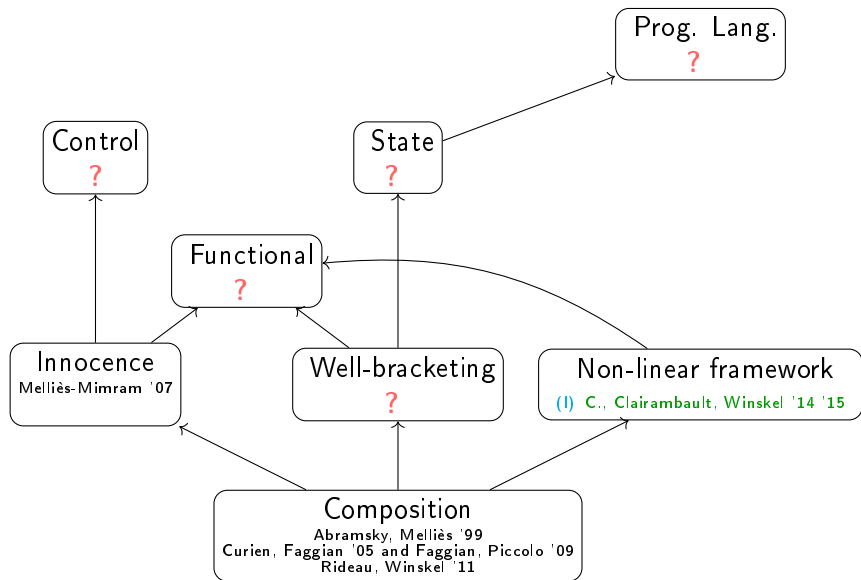 Prog. Lang.
?
Control
?
State
?
Functional
?
Innocence
Melliès-Mimram '07
Well-bracketing
?
Non-linear framework
(I) C., Clairambault, Winskel '14 '15
Composition
Abramsky, Melliès '99
Curien, Faggian '05 and Faggian, Piccolo '09
Rideau, Winskel '11